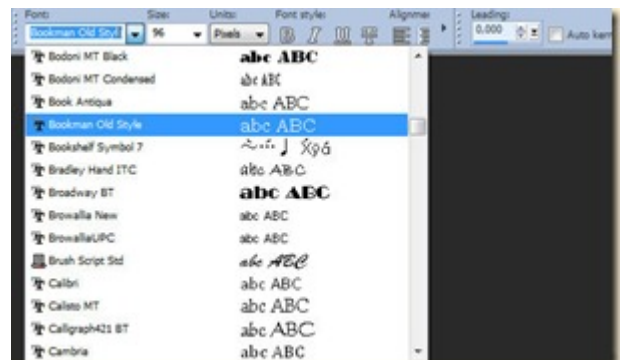 Font: Size: Units: Font style: Alignme Leading:
Bookman Old Styl 96 Pixels B I U 0.000 Auto kern
Bodoni MT Black abc ABC
Bodoni MT Condensed abc ABC
Book Antiqua abc ABC
Bookman Old Style abc ABC
Bookshelf Symbol 7
Bradley Hand ITC abc ABC
Broadway BT abc ABC
Browallia New abc ABC
BrowalliaUPC abc ABC
Brush Script Std abc ABC
Calibri abc ABC
Calisto MT abc ABC
Calligraph421 BT abc ABC
Cambria abc ABC